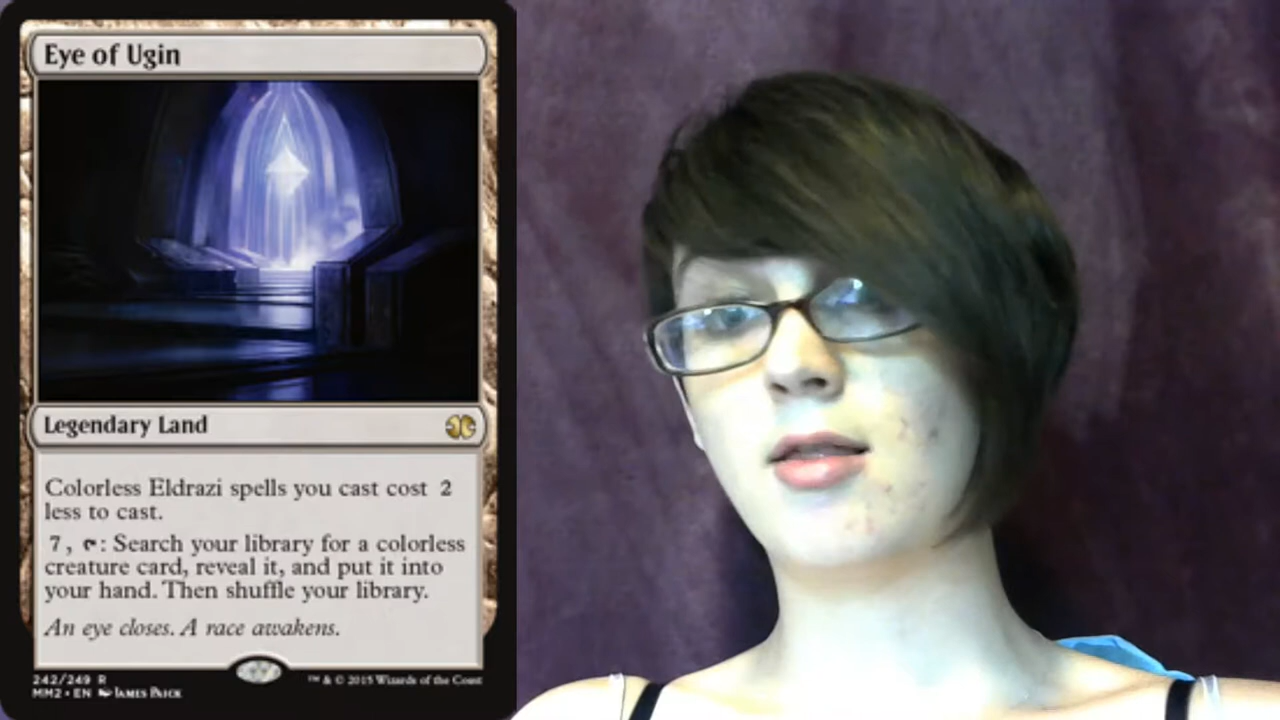 Eye of Ugin
Legendary Land
Colorless Eldrazi spells you cast cost 2
less to cast.
7, : Search your library for a colorless
creature card, reveal it, and put it into
your hand. Then shuffle your library.
An eye closes. A race awakens.
242/249 R
MM2 • EN James Paick
™ & © 2015 Wizards of the Coast